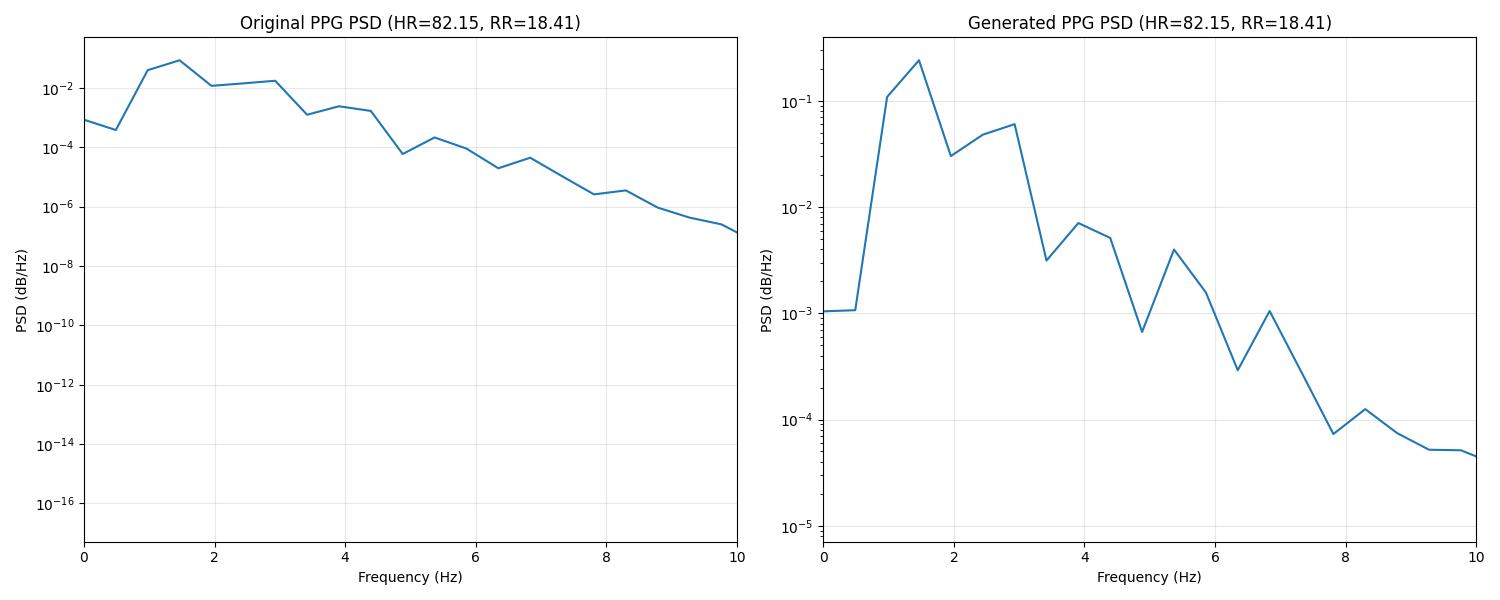 Original PPG PSD (HR=82.15, RR=18.41)
PSD (dB/Hz)
10⁻²
10⁻⁴
10⁻⁶
10⁻⁸
10⁻¹⁰
10⁻¹²
10⁻¹⁴
10⁻¹⁶
0 2 4 6 8 10
Frequency (Hz)
Generated PPG PSD (HR=82.15, RR=18.41)
PSD (dB/Hz)
10⁻¹
10⁻²
10⁻³
10⁻⁴
10⁻⁵
0 2 4 6 8 10
Frequency (Hz)